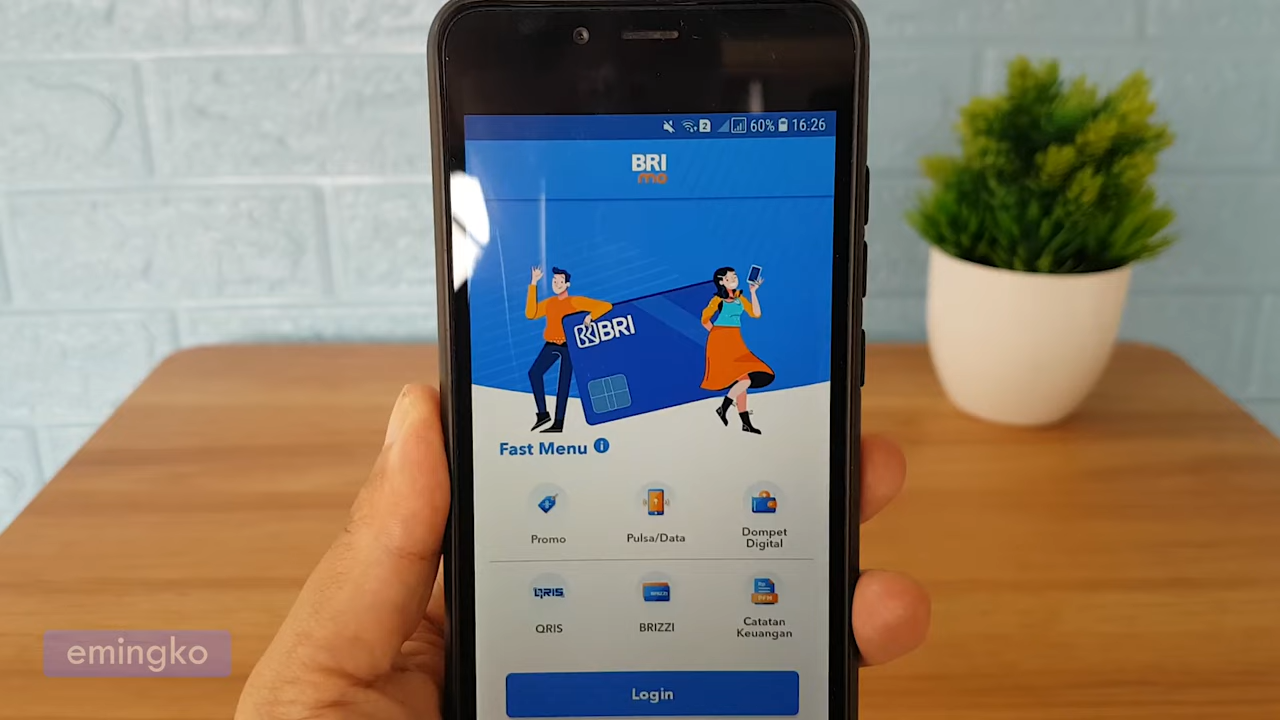 2 60% 16:26
BRI
mo
BRI
Fast Menu i
Promo
Pulsa/Data
Dompet
Digital
QRIS
QRIS
BRIZZI
Catatan
Keuangan
Login
emingko